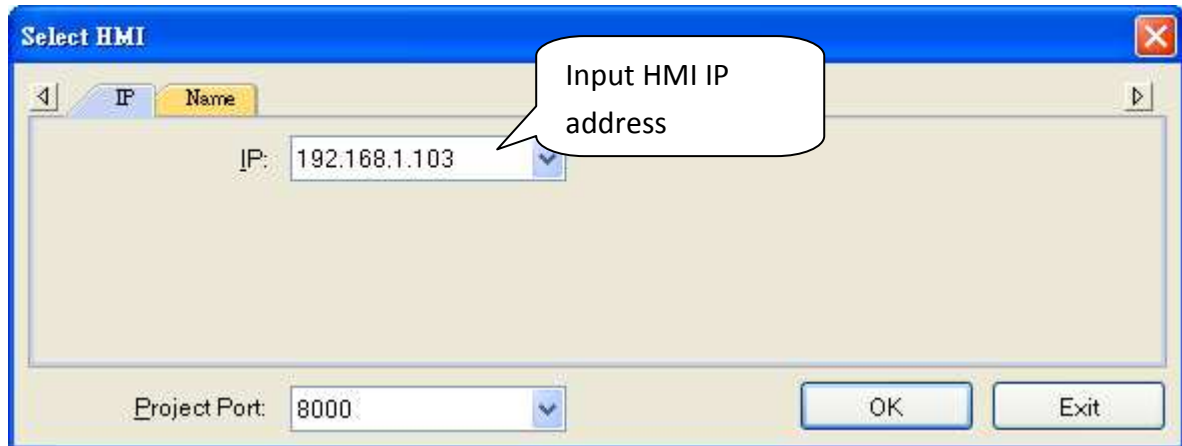 Select HMI
Input HMI IP
address
IP Name
IP: 192.168.1.103
Project Port: 8000 OK Exit